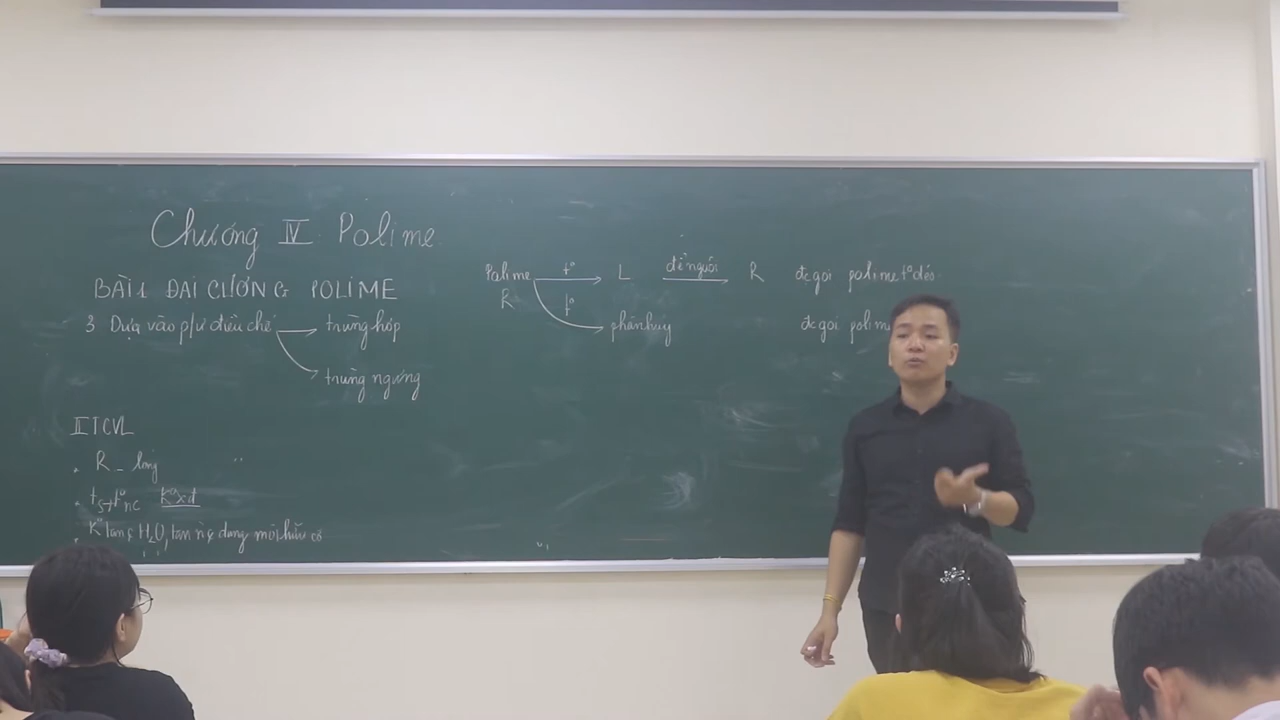 Chương IV: Polime
BÀI 1 ĐẠI CƯƠNG POLIME
3 Dựa vào p/ư điều chế → trùng hợp
trùng ngưng
II TCVL
R -
t°s, t°nc k° xđ
K° tan ç H₂O, tan ç dung môi hữu cơ
Polime t° → L để nguội → R đc gọi polime t° dẻo
R t° → phân hủy đc gọi polim